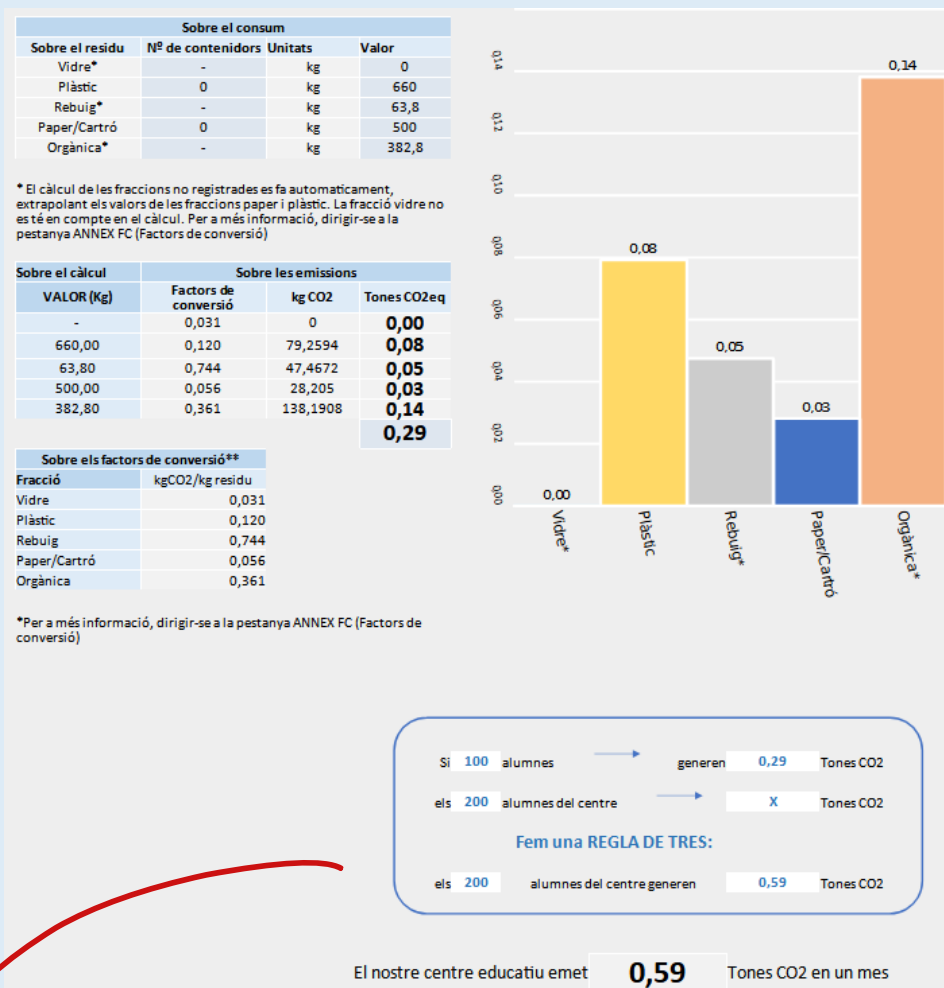 Sobre el consum
Sobre el residu Nº de contenidors Unitats Valor
Vidre* - kg 0
Plàstic 0 kg 660
Rebuig* - kg 63,8
Paper/Cartró 0 kg 500
Orgànica* - kg 382,8
* El càlcul de les fraccions no registrades es fa automaticament,
extrapolant els valors de les fraccions paper i plàstic. La fracció vidre no
es té en compte en el càlcul. Per a més informació, dirigir-se a la
pestanya ANNEX FC (Factors de conversió)
Sobre el càlcul Sobre les emissions
VALOR (Kg) Factors de conversió kg CO2 Tones CO2eq
- 0,031 0 0,00
660,00 0,120 79,2594 0,08
63,80 0,744 47,4672 0,05
500,00 0,056 28,205 0,03
382,80 0,361 138,1908 0,14
0,29
Sobre els factors de conversió**
Fracció kgCO2/kg residu
Vidre 0,031
Plàstic 0,120
Rebuig 0,744
Paper/Cartró 0,056
Orgànica 0,361
*Per a més informació, dirigir-se a la pestanya ANNEX FC (Factors de
conversió)
0,14
0,12
0,10
0,08
0,06
0,04
0,02
0,00
0,00
0,08
0,05
0,03
0,14
Vidre*
Plàstic
Rebuig*
Paper/Cartró
Orgànica*
Si 100 alumnes generen 0,29 Tones CO2
els 200 alumnes del centre X Tones CO2
Fem una REGLA DE TRES:
els 200 alumnes del centre generen 0,59 Tones CO2
El nostre centre educatiu emet 0,59 Tones CO2 en un mes